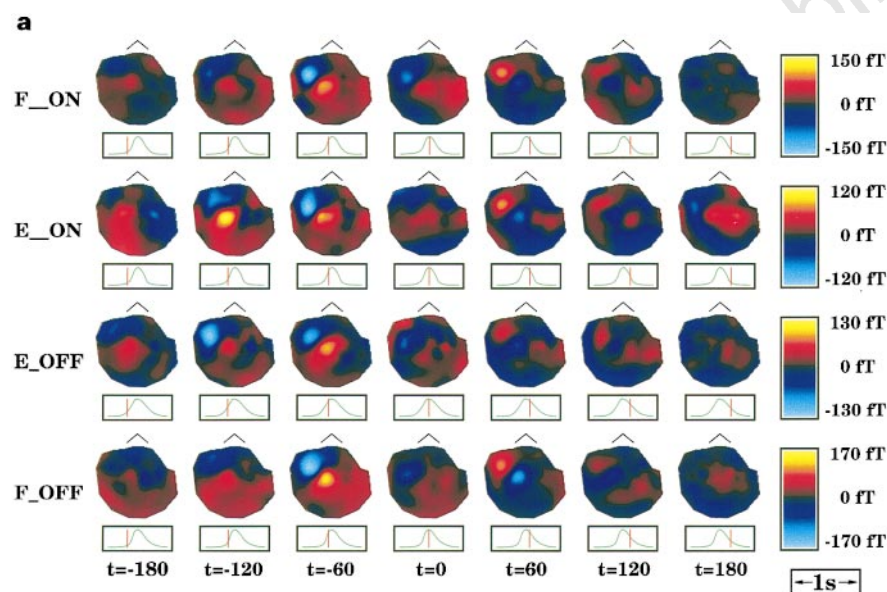 a
F__ON
150 fT
0 fT
-150 fT
E__ON
120 fT
0 fT
-120 fT
E_OFF
130 fT
0 fT
-130 fT
F_OFF
170 fT
0 fT
-170 fT
t=-180 t=-120 t=-60 t=0 t=60 t=120 t=180
1s